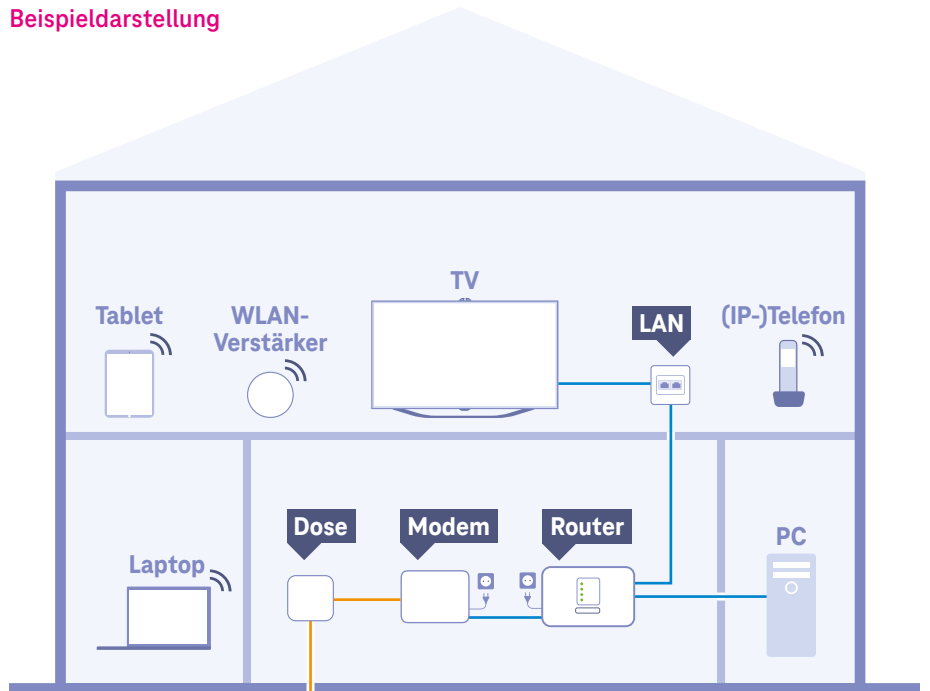 Beispieldarstellung
TV
Tablet
WLAN-
Verstärker
LAN
(IP-)Telefon
Dose
Modem
Router
PC
Laptop